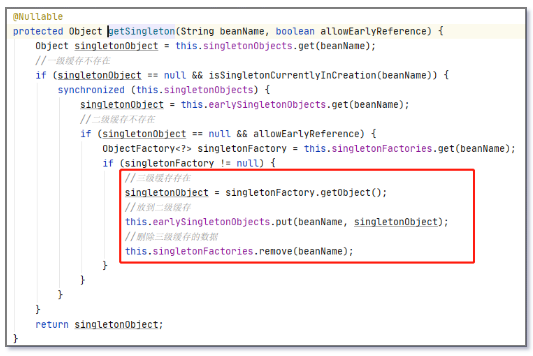 @Nullable
protected Object getSingleton(String beanName, boolean allowEarlyReference) {
Object singletonObject = this.singletonObjects.get(beanName);
//一级缓存不存在
if (singletonObject == null && isSingletonCurrentlyInCreation(beanName)) {
synchronized (this.singletonObjects) {
singletonObject = this.earlySingletonObjects.get(beanName);
//二级缓存不存在
if (singletonObject == null && allowEarlyReference) {
ObjectFactory<?> singletonFactory = this.singletonFactories.get(beanName);
if (singletonFactory != null) {
//三级缓存存在
singletonObject = singletonFactory.getObject();
//放到二级缓存
this.earlySingletonObjects.put(beanName, singletonObject);
//删除三级缓存的数据
this.singletonFactories.remove(beanName);
}
}
}
}
return singletonObject;
}